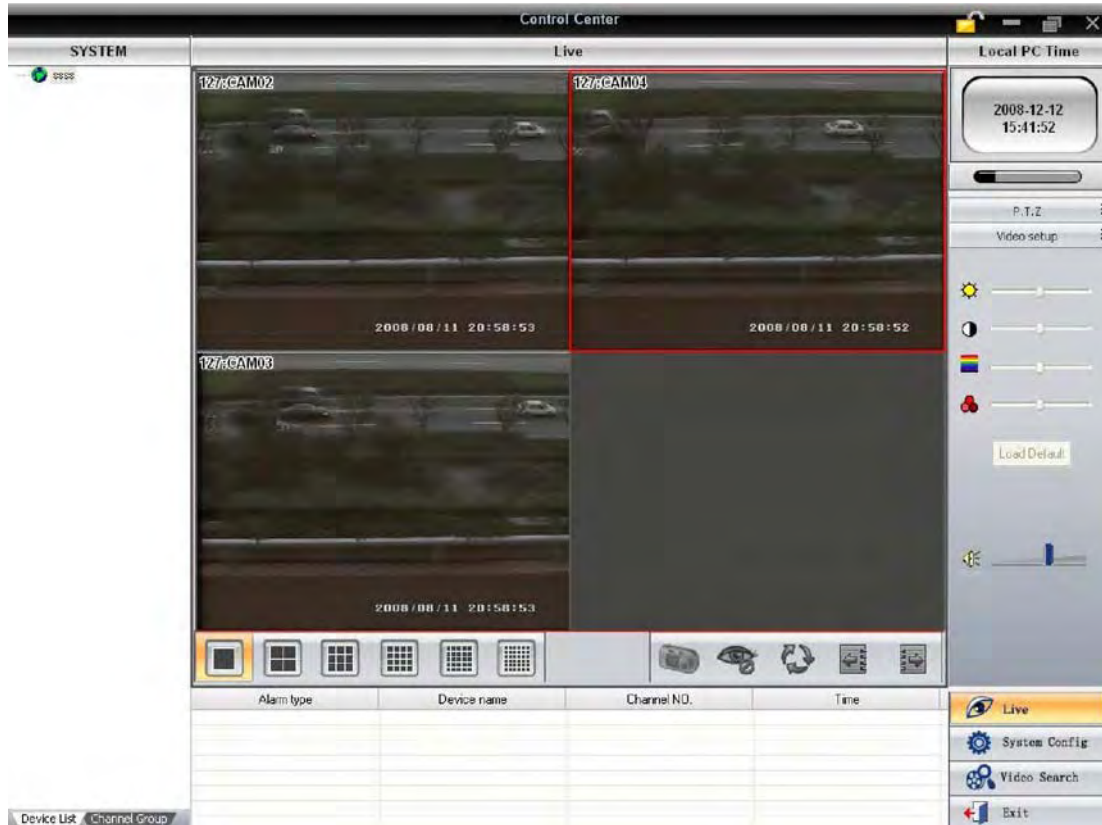 Control Center
SYSTEM
Live
Local PC Time
ssss
127:CAM02
127:CAM04
2008-12-12
15:41:52
P.T.Z
Video setup
2008/08/11 20:58:53
2008/08/11 20:58:52
127:CAM03
Load Default
2008/08/11 20:58:53
Alarm type
Device name
Channel NO.
Time
Live
System Config
Video Search
Exit
Device List
Channel Group